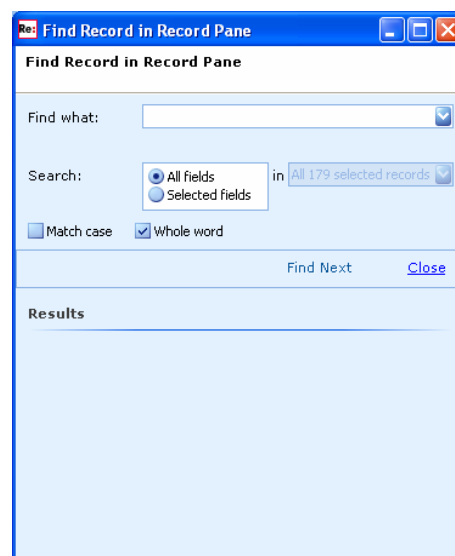 Re: Find Record in Record Pane
Find Record in Record Pane
Find what:
Search:
All fields
in All 179 selected records
Selected fields
Match case Whole word
Find Next Close
Results